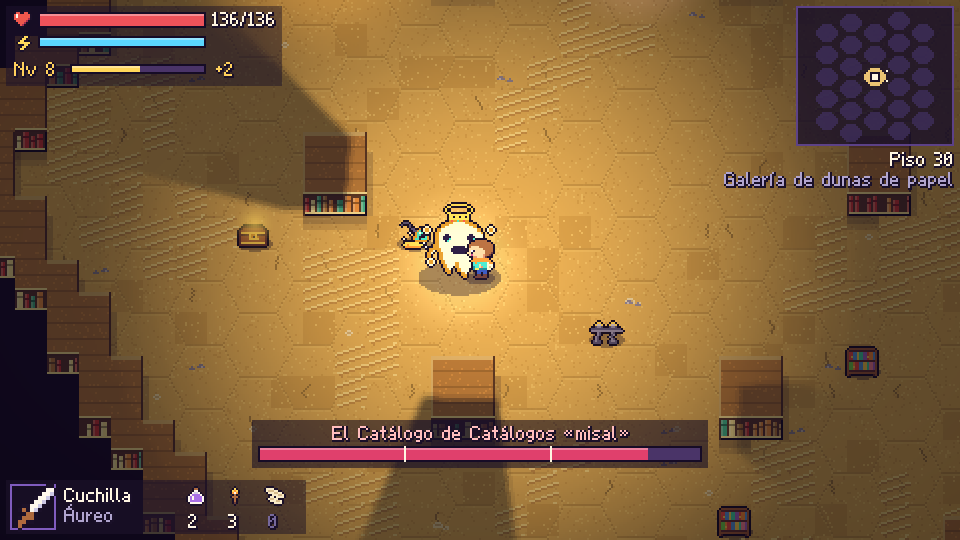 136/136
Nv 8
+2
Piso 30
Galería de dunas de papel
El Catálogo de Catálogos «misal»
Cuchilla
Áureo
2
3
0